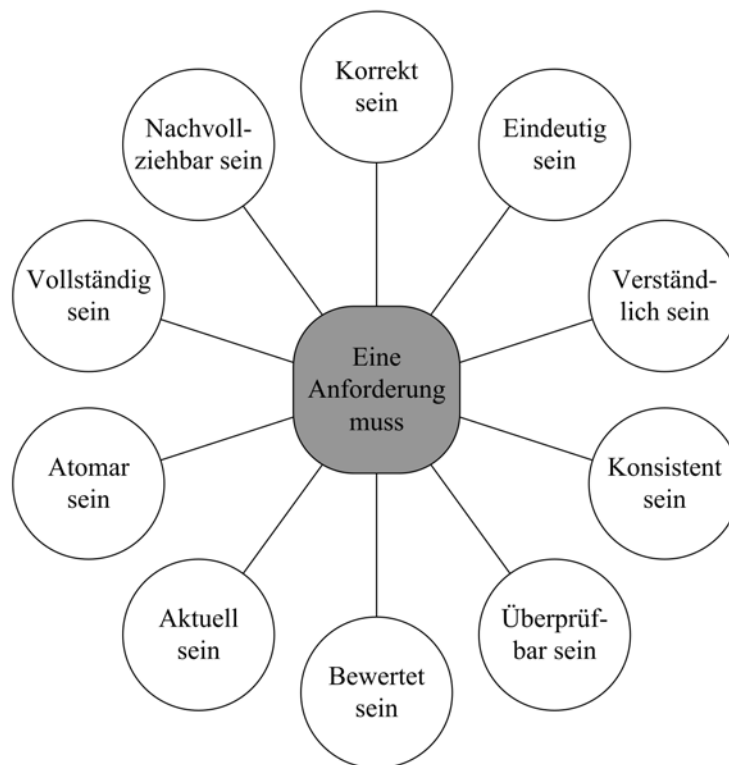 Korrekt
sein
Eindeutig
sein
Verständ-
lich sein
Konsistent
sein
Überprüf-
bar sein
Bewertet
sein
Aktuell
sein
Atomar
sein
Vollständig
sein
Nachvoll-
ziehbar sein
Eine
Anforderung
muss